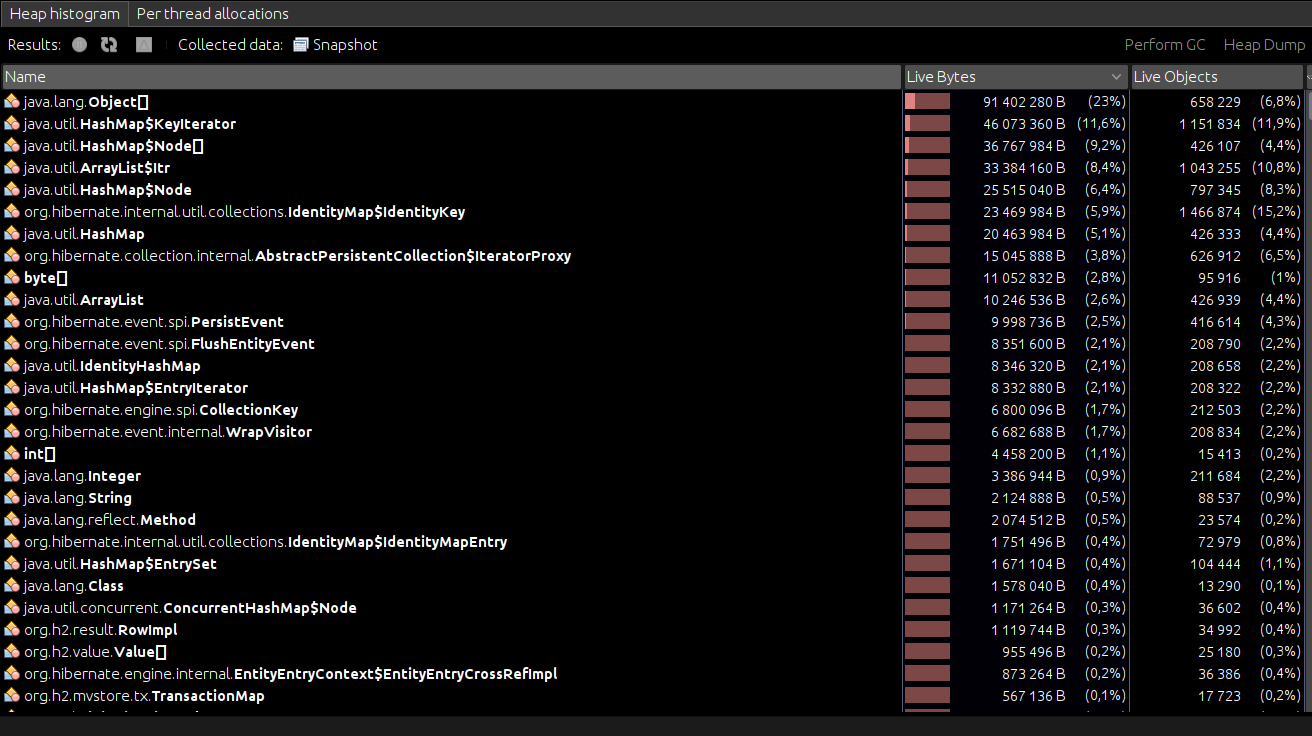 Heap histogram Per thread allocations
Results: Collected data: Snapshot Perform GC Heap Dump
Name Live Bytes Live Objects
java.lang.Object[] 91 402 280 B (23%) 658 229 (6,8%)
java.util.HashMap$KeyIterator 46 073 360 B (11,6%) 1 151 834 (11,9%)
java.util.HashMap$Node[] 36 767 984 B (9,2%) 426 107 (4,4%)
java.util.ArrayList$Itr 33 384 160 B (8,4%) 1 043 255 (10,8%)
java.util.HashMap$Node 25 515 040 B (6,4%) 797 345 (8,3%)
org.hibernate.internal.util.collections.IdentityMap$IdentityKey 23 469 984 B (5,9%) 1 466 874 (15,2%)
java.util.HashMap 20 463 984 B (5,1%) 426 333 (4,4%)
org.hibernate.collection.internal.AbstractPersistentCollection$IteratorProxy 15 045 888 B (3,8%) 626 912 (6,5%)
byte[] 11 052 832 B (2,8%) 95 916 (1%)
java.util.ArrayList 10 246 536 B (2,6%) 426 939 (4,4%)
org.hibernate.event.spi.PersistEvent 9 998 736 B (2,5%) 416 614 (4,3%)
org.hibernate.event.spi.FlushEntityEvent 8 351 600 B (2,1%) 208 790 (2,2%)
java.util.IdentityHashMap 8 346 320 B (2,1%) 208 658 (2,2%)
java.util.HashMap$EntryIterator 8 332 880 B (2,1%) 208 322 (2,2%)
org.hibernate.engine.spi.CollectionKey 6 800 096 B (1,7%) 212 503 (2,2%)
org.hibernate.event.internal.WrapVisitor 6 682 688 B (1,7%) 208 834 (2,2%)
int[] 4 458 200 B (1,1%) 15 413 (0,2%)
java.lang.Integer 3 386 944 B (0,9%) 211 684 (2,2%)
java.lang.String 2 124 888 B (0,5%) 88 537 (0,9%)
java.lang.reflect.Method 2 074 512 B (0,5%) 23 574 (0,2%)
org.hibernate.internal.util.collections.IdentityMap$IdentityMapEntry 1 751 496 B (0,4%) 72 979 (0,8%)
java.util.HashMap$EntrySet 1 671 104 B (0,4%) 104 444 (1,1%)
java.lang.Class 1 578 040 B (0,4%) 13 290 (0,1%)
java.util.concurrent.ConcurrentHashMap$Node 1 171 264 B (0,3%) 36 602 (0,4%)
org.h2.result.RowImpl 1 119 744 B (0,3%) 34 992 (0,4%)
org.h2.value.Value[] 955 496 B (0,2%) 25 180 (0,3%)
org.hibernate.engine.internal.EntityEntryContext$EntityEntryCrossRefImpl 873 264 B (0,2%) 36 386 (0,4%)
org.h2.mvstore.tx.TransactionMap 567 136 B (0,1%) 17 723 (0,2%)